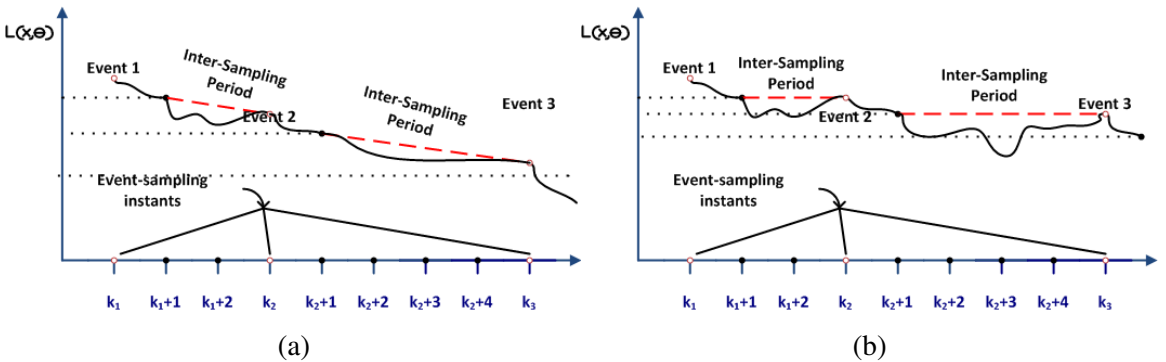 L(x,ɵ)
Event 1
Inter-Sampling
Period
Event 2
Inter-Sampling
Period
Event 3
Event-sampling
instants
k₁ k₁+1 k₁+2 k₂ k₂+1 k₂+2 k₂+3 k₂+4 k₃
(a)
L(x,ɵ)
Event 1
Inter-Sampling
Period
Event 2
Inter-Sampling
Period
Event 3
Event-sampling
instants
k₁ k₁+1 k₁+2 k₂ k₂+1 k₂+2 k₂+3 k₂+4 k₃
(b)